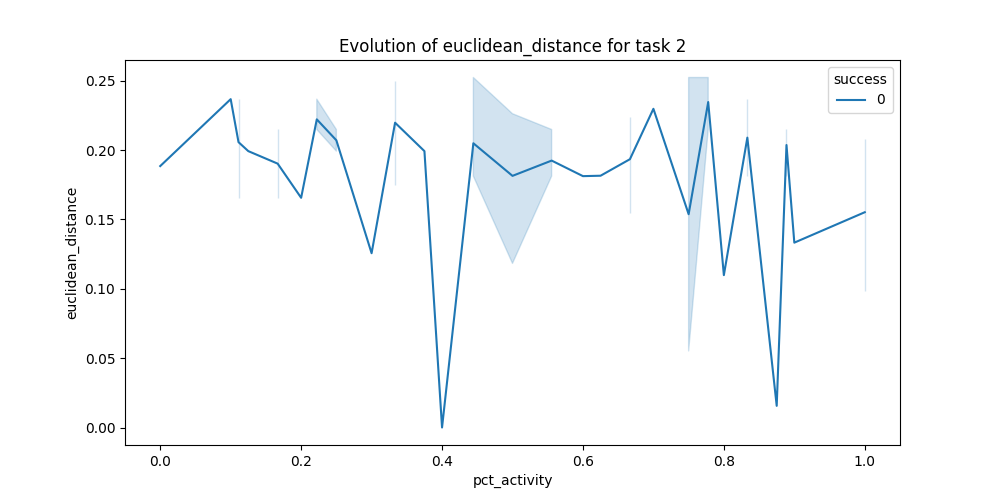 Evolution of euclidean_distance for task 2
success
0
euclidean_distance
0.25
0.20
0.15
0.10
0.05
0.00
0.0 0.2 0.4 0.6 0.8 1.0
pct_activity